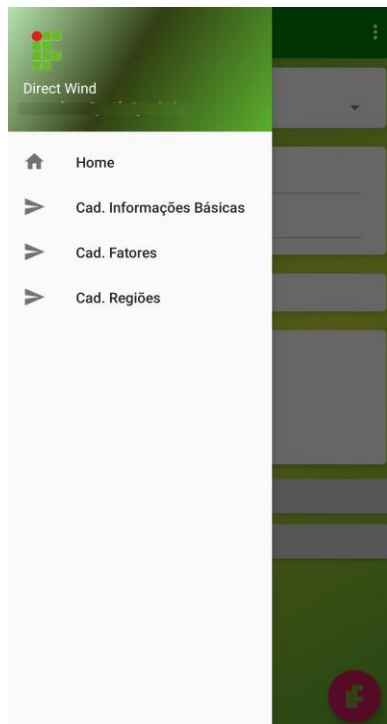 Direct Wind
Home
Cad. Informações Básicas
Cad. Fatores
Cad. Regiões